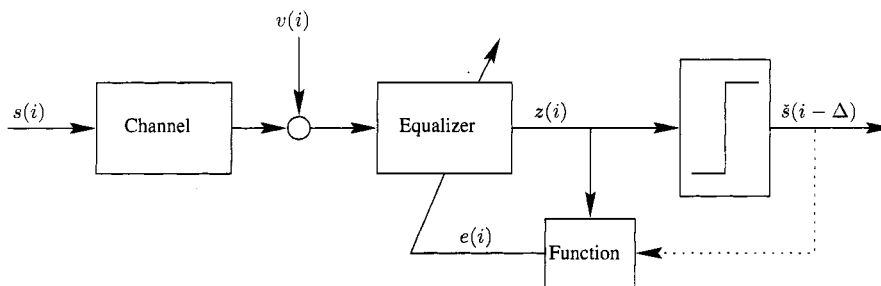 v(i)
s(i)
Channel
Equalizer
z(i)
š(i − Δ)
e(i)
Function